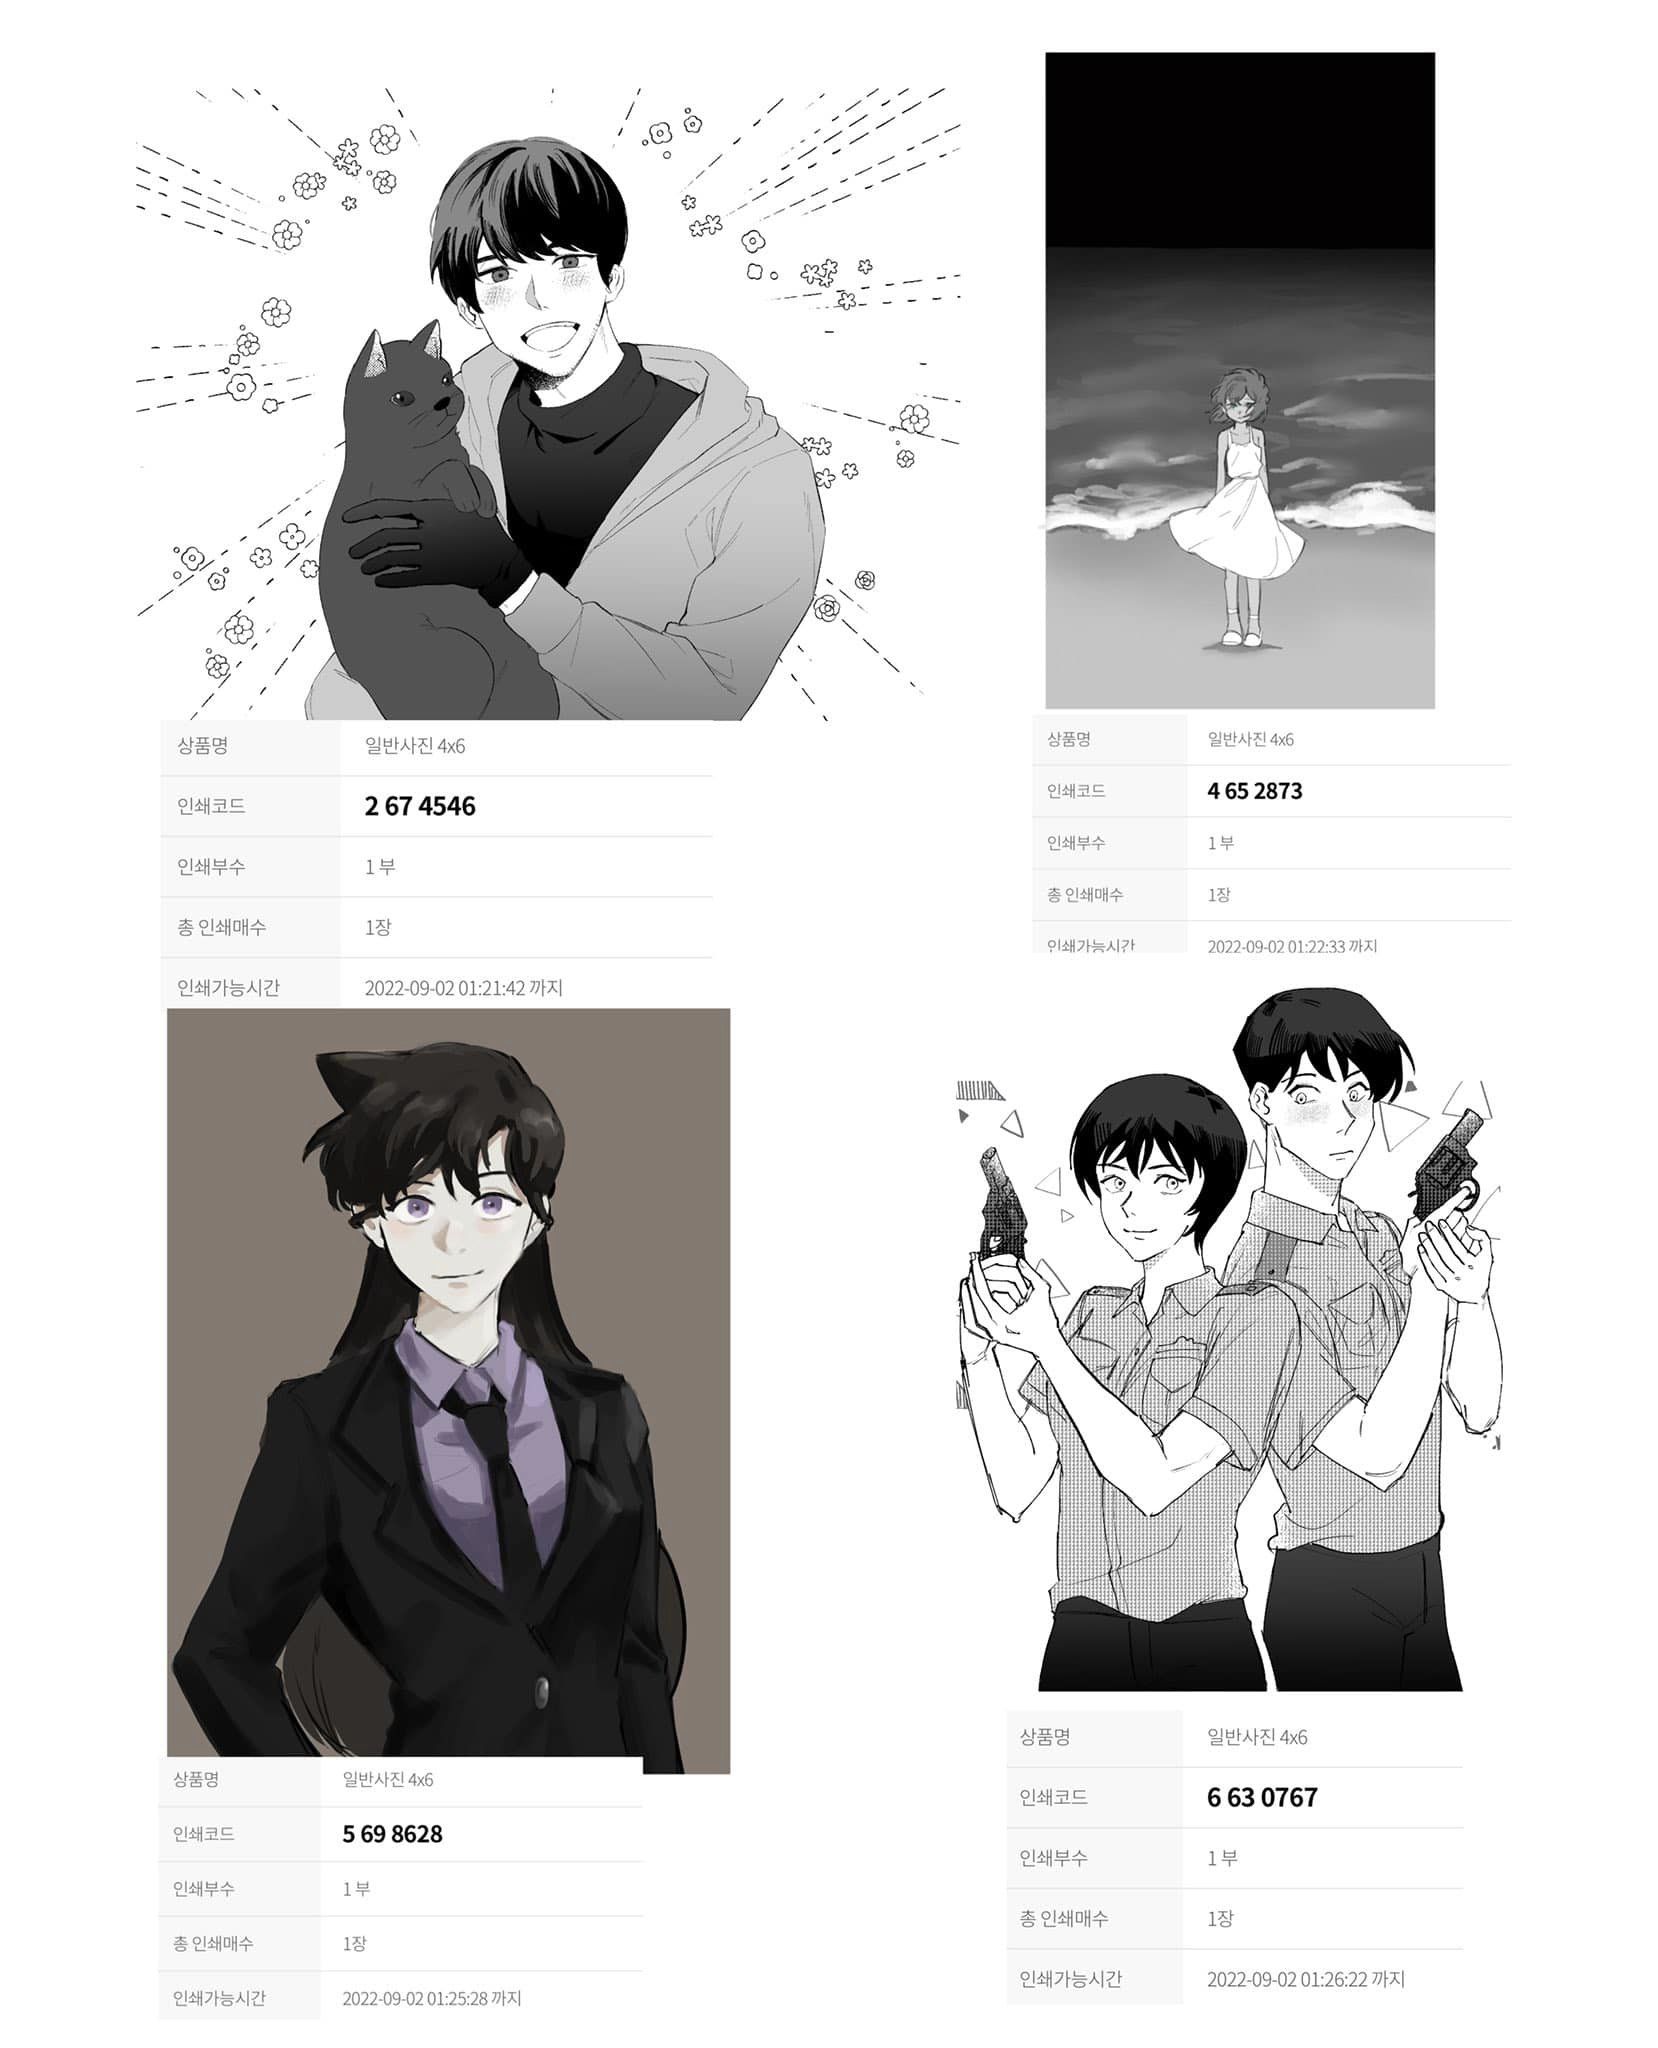 상품명 일반사진 4x6
인쇄코드 2 67 4546
인쇄부수 1 부
총 인쇄매수 1장
인쇄가능시간 2022-09-02 01:21:42 까지
상품명 일반사진 4x6
인쇄코드 4 65 2873
인쇄부수 1 부
총 인쇄매수 1장
인쇄가능시간 2022-09-02 01:22:33 까지
상품명 일반사진 4x6
인쇄코드 5 69 8628
인쇄부수 1 부
총 인쇄매수 1장
인쇄가능시간 2022-09-02 01:25:28 까지
상품명 일반사진 4x6
인쇄코드 6 63 0767
인쇄부수 1 부
총 인쇄매수 1장
인쇄가능시간 2022-09-02 01:26:22 까지